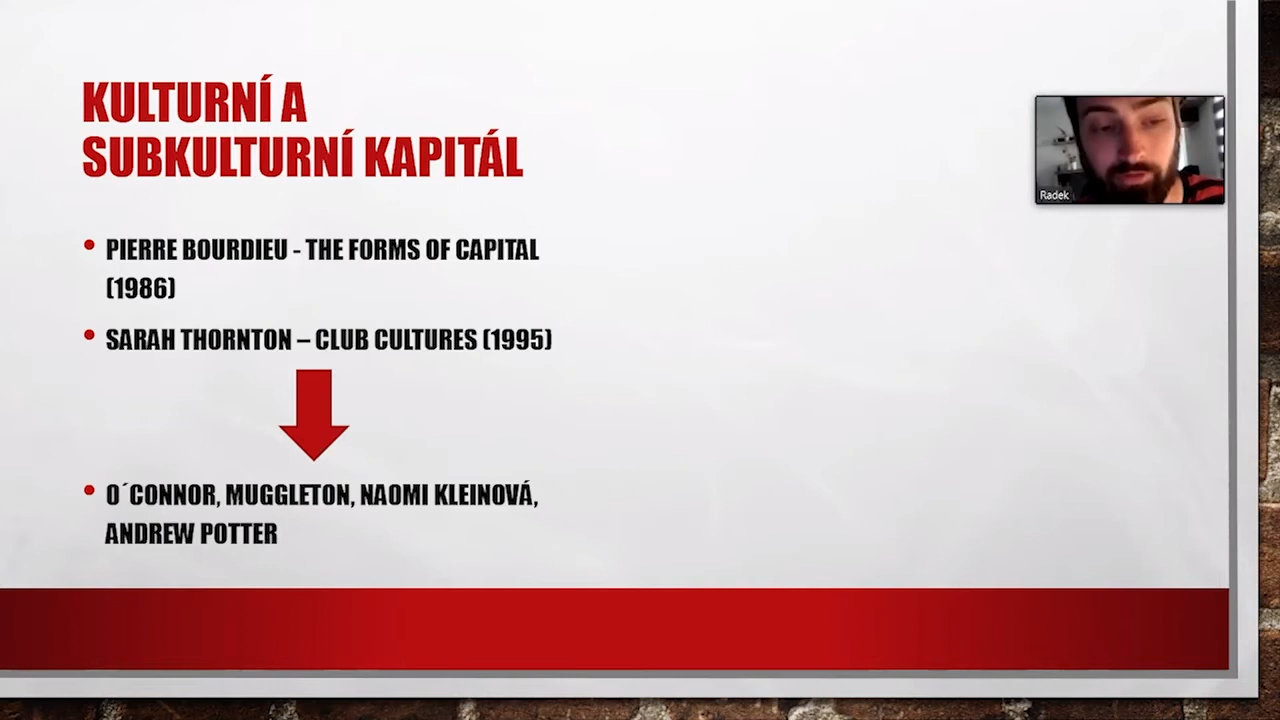 KULTURNÍ A
SUBKULTURNÍ KAPITÁL
PIERRE BOURDIEU - THE FORMS OF CAPITAL
(1986)
SARAH THORNTON – CLUB CULTURES (1995)
O´CONNOR, MUGGLETON, NAOMI KLEINOVÁ,
ANDREW POTTER
Radek